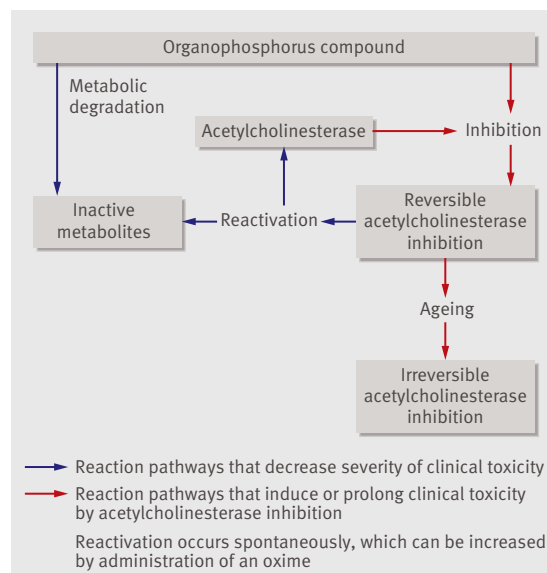 Organophosphorus compound
Metabolic
degradation
Acetylcholinesterase
Inhibition
Inactive
metabolites
Reactivation
Reversible
acetylcholinesterase
inhibition
Ageing
Irreversible
acetylcholinesterase
inhibition
Reaction pathways that decrease severity of clinical toxicity
Reaction pathways that induce or prolong clinical toxicity
by acetylcholinesterase inhibition
Reactivation occurs spontaneously, which can be increased
by administration of an oxime